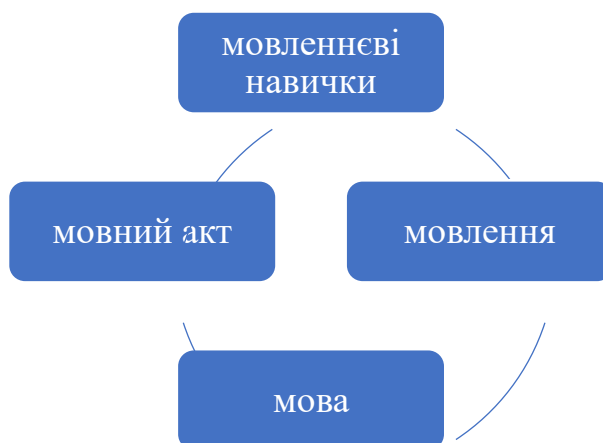 мовленнєві
навички
мовний акт
мовлення
мова